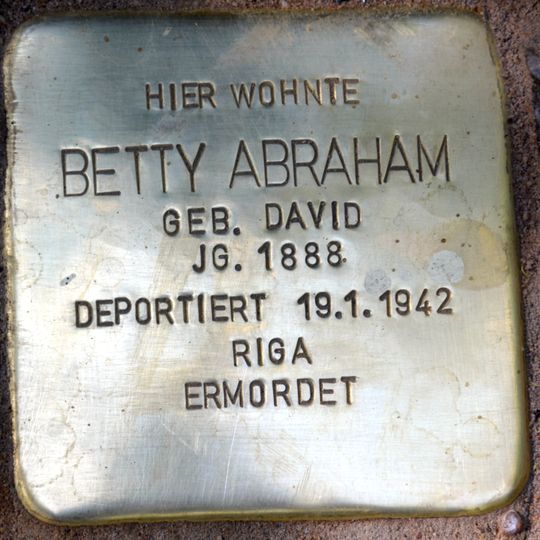 HIER WOHNTE
BETTY ABRAHAM
GEB. DAVID
JG. 1888
DEPORTIERT 19.1.1942
RIGA
ERMORDET